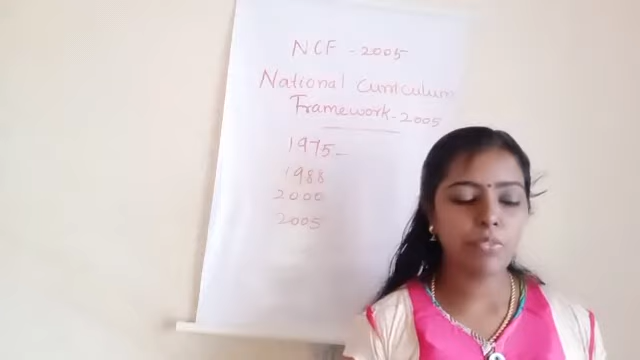 NCF - 2005
National Curriculum
Framework - 2005
1975 -
1988
2000
2005